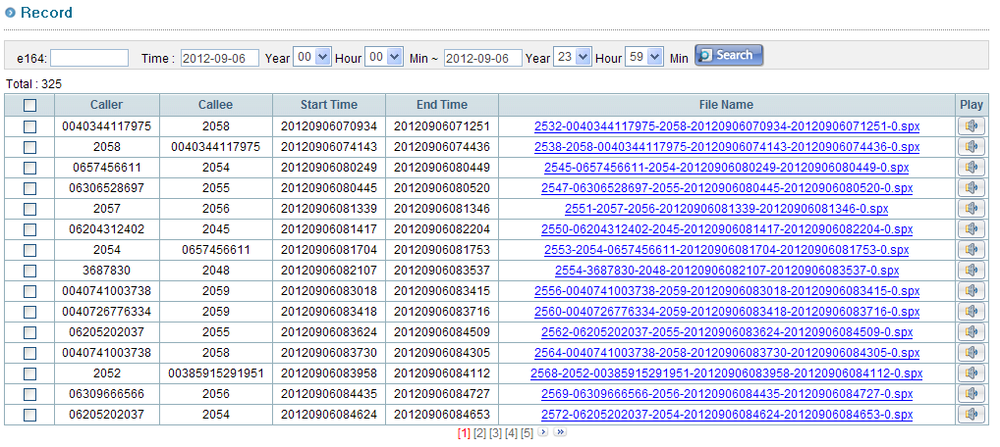 Record
e164: Time : 2012-09-06 Year 00 Hour 00 Min ~ 2012-09-06 Year 23 Hour 59 Min Search
Total : 325
Caller Callee Start Time End Time File Name Play
0040344117975 2058 20120906070934 20120906071251 2532-0040344117975-2058-20120906070934-20120906071251-0.spx
2058 0040344117975 20120906074143 20120906074436 2538-2058-0040344117975-20120906074143-20120906074436-0.spx
0657456611 2054 20120906080249 20120906080449 2545-0657456611-2054-20120906080249-20120906080449-0.spx
06306528697 2055 20120906080445 20120906080520 2547-06306528697-2055-20120906080445-20120906080520-0.spx
2057 2056 20120906081339 20120906081346 2551-2057-2056-20120906081339-20120906081346-0.spx
06204312402 2045 20120906081417 20120906082204 2550-06204312402-2045-20120906081417-20120906082204-0.spx
2054 0657456611 20120906081704 20120906081753 2553-2054-0657456611-20120906081704-20120906081753-0.spx
3687830 2048 20120906082107 20120906083537 2554-3687830-2048-20120906082107-20120906083537-0.spx
0040741003738 2059 20120906083018 20120906083415 2556-0040741003738-2059-20120906083018-20120906083415-0.spx
0040726776334 2059 20120906083418 20120906083716 2560-0040726776334-2059-20120906083418-20120906083716-0.spx
06205202037 2055 20120906083624 20120906084509 2562-06205202037-2055-20120906083624-20120906084509-0.spx
0040741003738 2058 20120906083730 20120906084305 2564-0040741003738-2058-20120906083730-20120906084305-0.spx
2052 00385915291951 20120906083958 20120906084112 2568-2052-00385915291951-20120906083958-20120906084112-0.spx
06309666566 2056 20120906084435 20120906084727 2569-06309666566-2056-20120906084435-20120906084727-0.spx
06205202037 2054 20120906084624 20120906084653 2572-06205202037-2054-20120906084624-20120906084653-0.spx
[1] [2] [3] [4] [5]